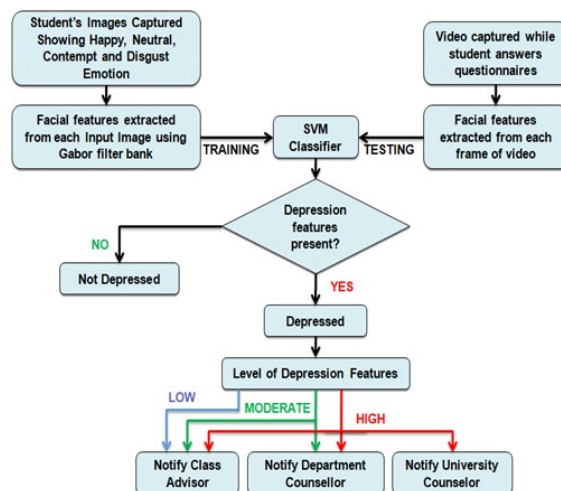 Student's Images Captured
Showing Happy, Neutral,
Contempt and Disgust
Emotion
Video captured while
student answers
questionnaires
Facial features extracted
from each Input Image using
Gabor filter bank
TRAINING
SVM
Classifier
TESTING
Facial features
extracted from each
frame of video
Depression
features
present?
NO
Not Depressed
YES
Depressed
Level of Depression Features
LOW
MODERATE
HIGH
Notify Class
Advisor
Notify Department
Counsellor
Notify University
Counselor